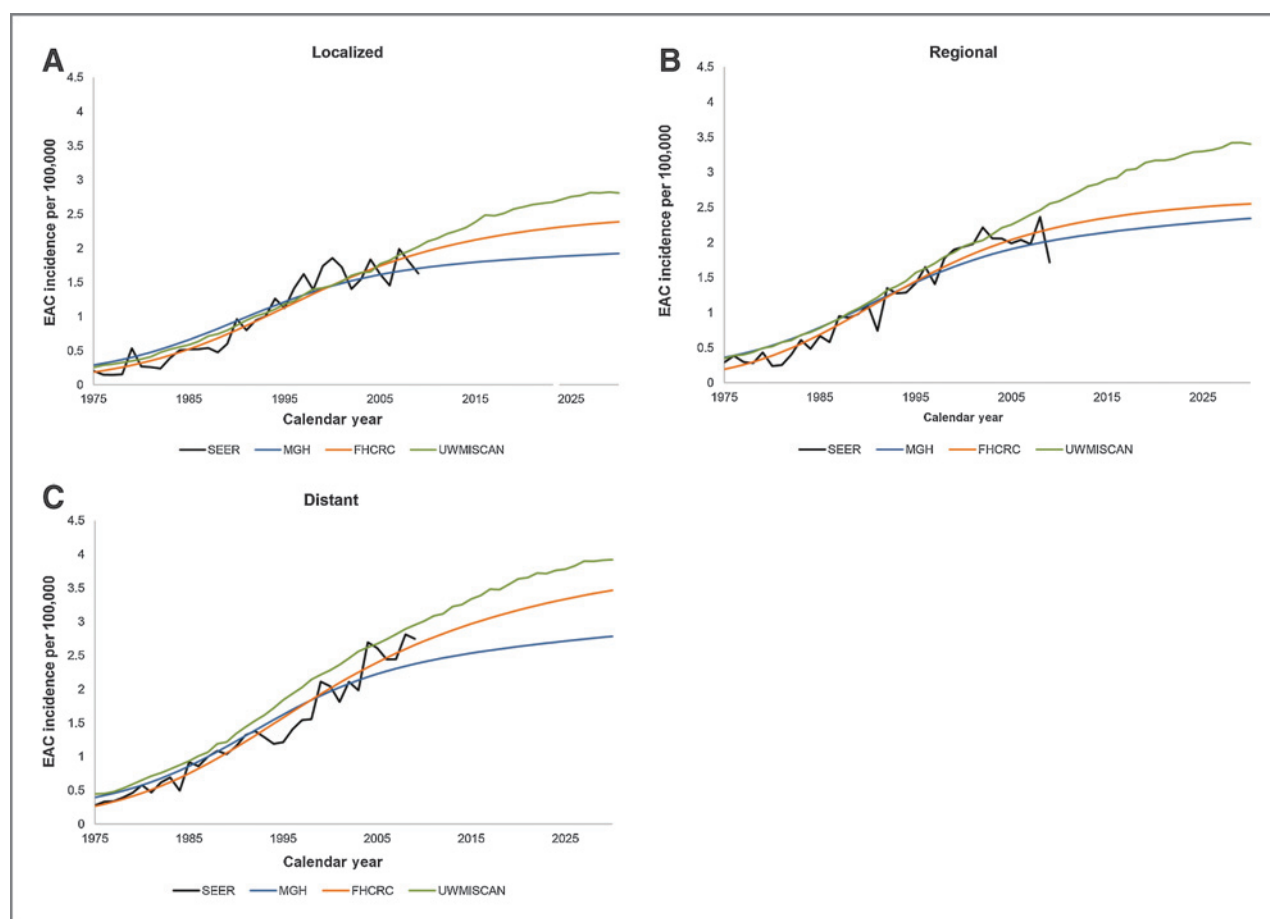 A
Localized
EAC incidence per 100,000
4.5
4
3.5
3
2.5
2
1.5
1
0.5
0
1975 1985 1995 2005 2015 2025
Calendar year
SEER MGH FHCRC UWMISCAN
B
Regional
EAC incidence per 100,000
4.5
4
3.5
3
2.5
2
1.5
1
0.5
0
1975 1985 1995 2005 2015 2025
Calendar year
SEER MGH FHCRC UWMISCAN
C
Distant
EAC incidence per 100,000
4.5
4
3.5
3
2.5
2
1.5
1
0.5
0
1975 1985 1995 2005 2015 2025
Calendar year
SEER MGH FHCRC UWMISCAN